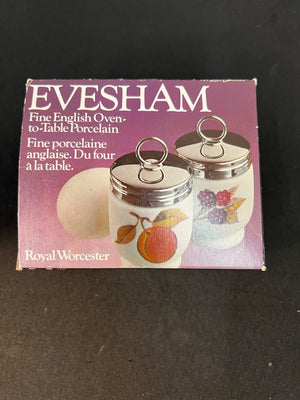 EVESHAM
Fine English Oven-
to-Table Porcelain
Fine porcelaine
anglaise. Du four
à la table.
Royal Worcester